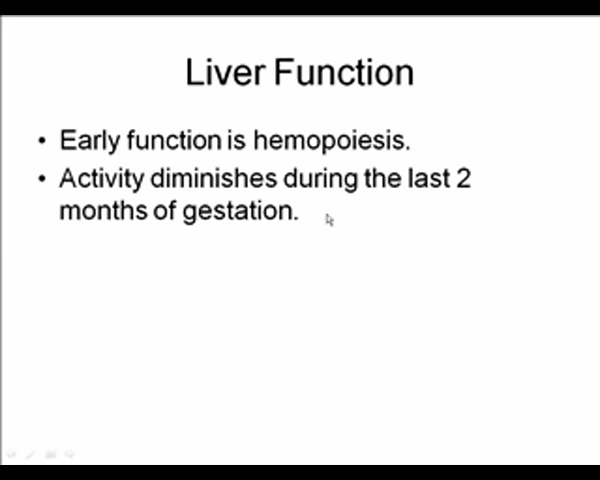 Liver Function
• Early function is hemopoiesis.
• Activity diminishes during the last 2
months of gestation.